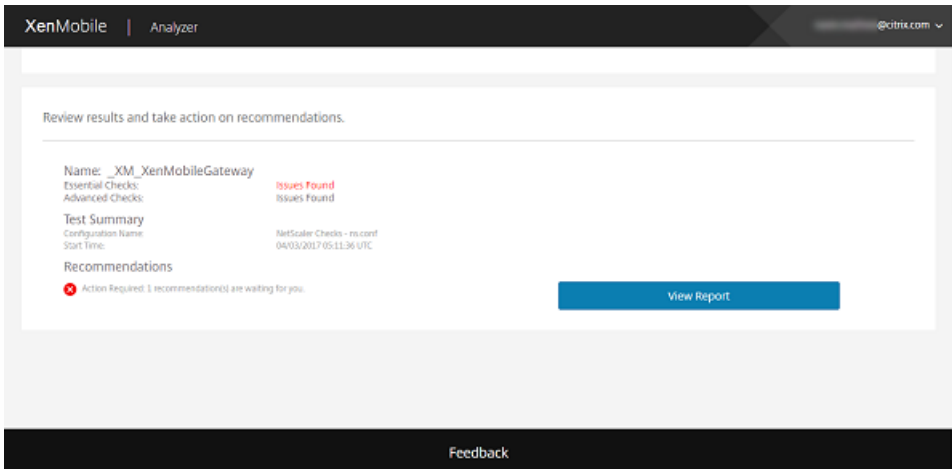 XenMobile | Analyzer
@citrix.com
Review results and take action on recommendations.
Name: _XM_XenMobileGateway
Essential Checks: Issues Found
Advanced Checks: Issues Found
Test Summary
Configuration Name: NetScaler Checks - ns.conf
Start Time: 04/03/2017 05:11:36 UTC
Recommendations
Action Required: 1 recommendation(s) are waiting for you.
View Report
Feedback